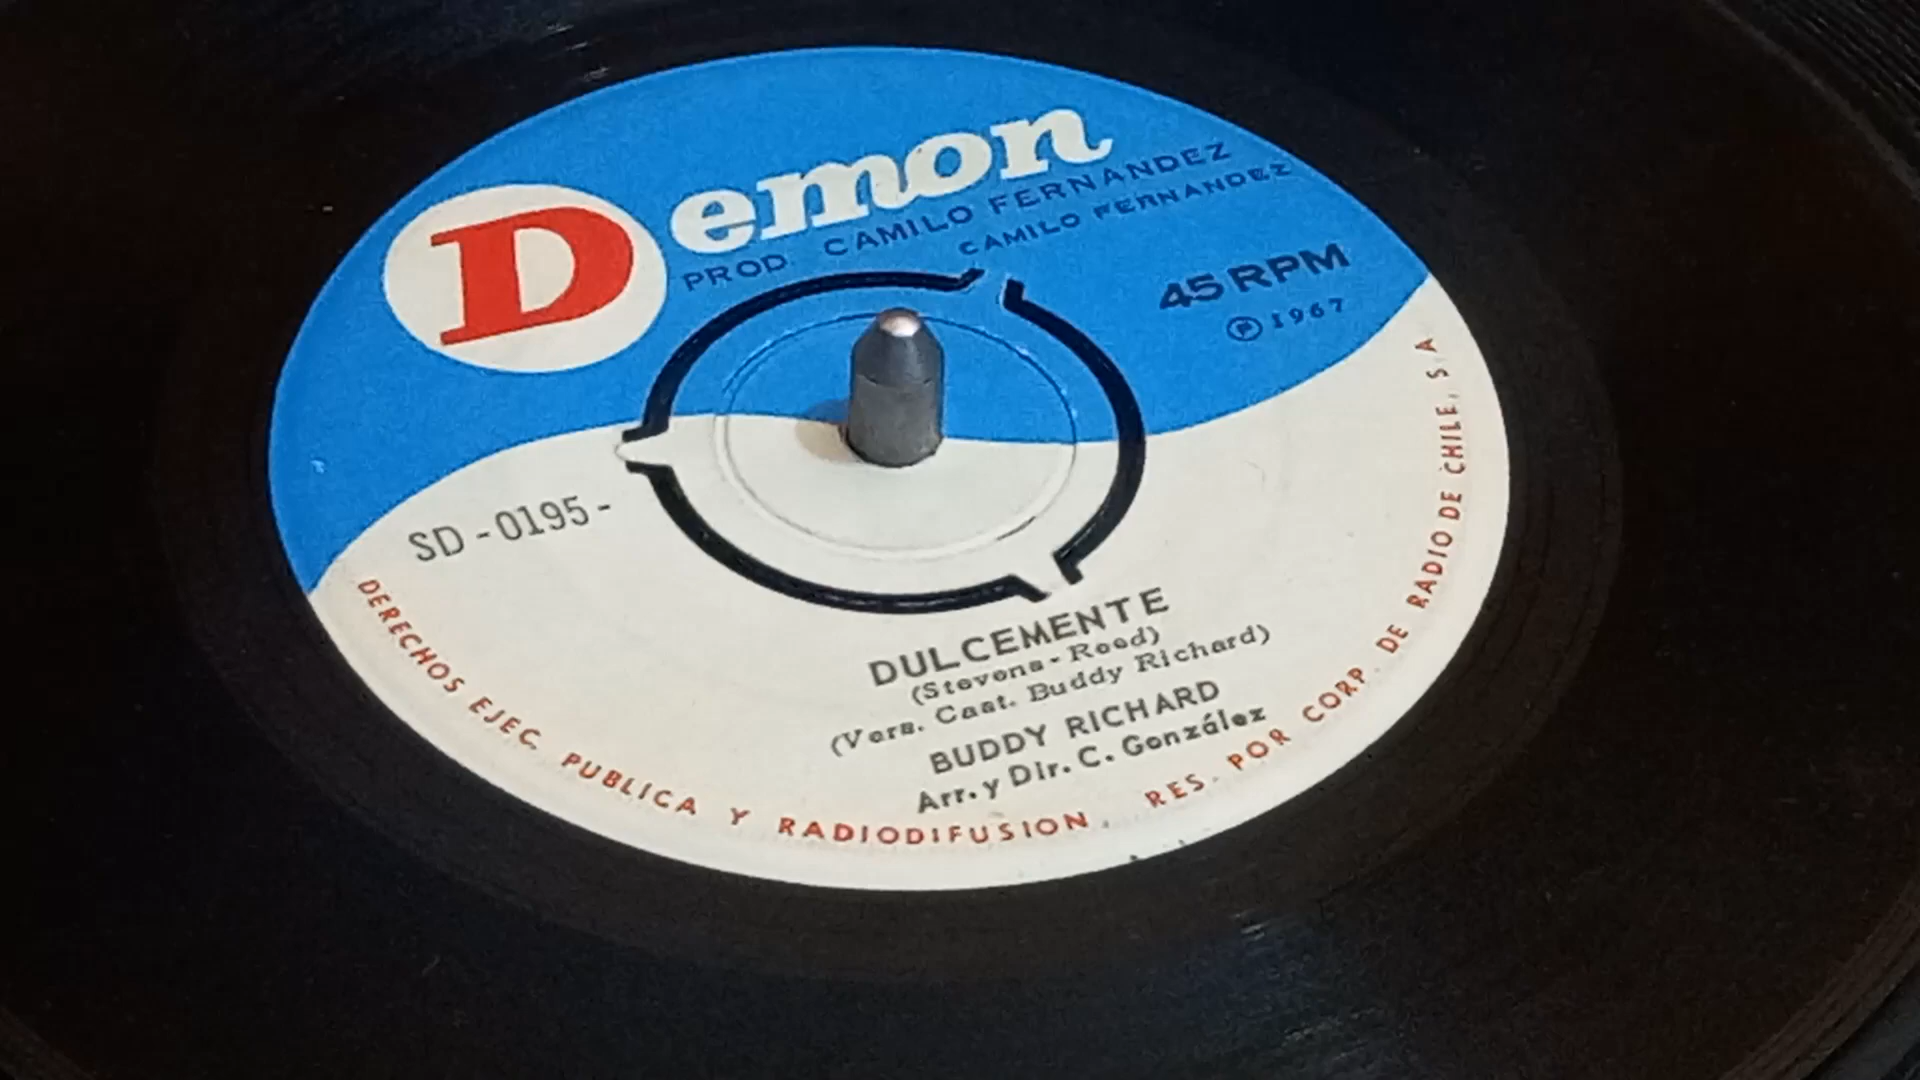 Demon
PROD. CAMILO FERNANDEZ
CAMILO FERNANDEZ
45 RPM
Ⓟ 1967
SD-0195-
DULCEMENTE
(Stevens-Reed)
(Vers. Cast. Buddy Richard)
BUDDY RICHARD
Arr. y Dir. C. González
DERECHOS EJEC. PUBLICA Y RADIODIFUSION. RES. POR CORP. DE RADIO DE CHILE, S.A